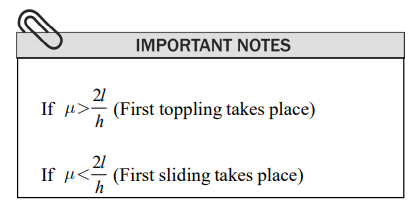 IMPORTANT NOTES
If μ>2l/h (First toppling takes place)
If μ<2l/h (First sliding takes place)